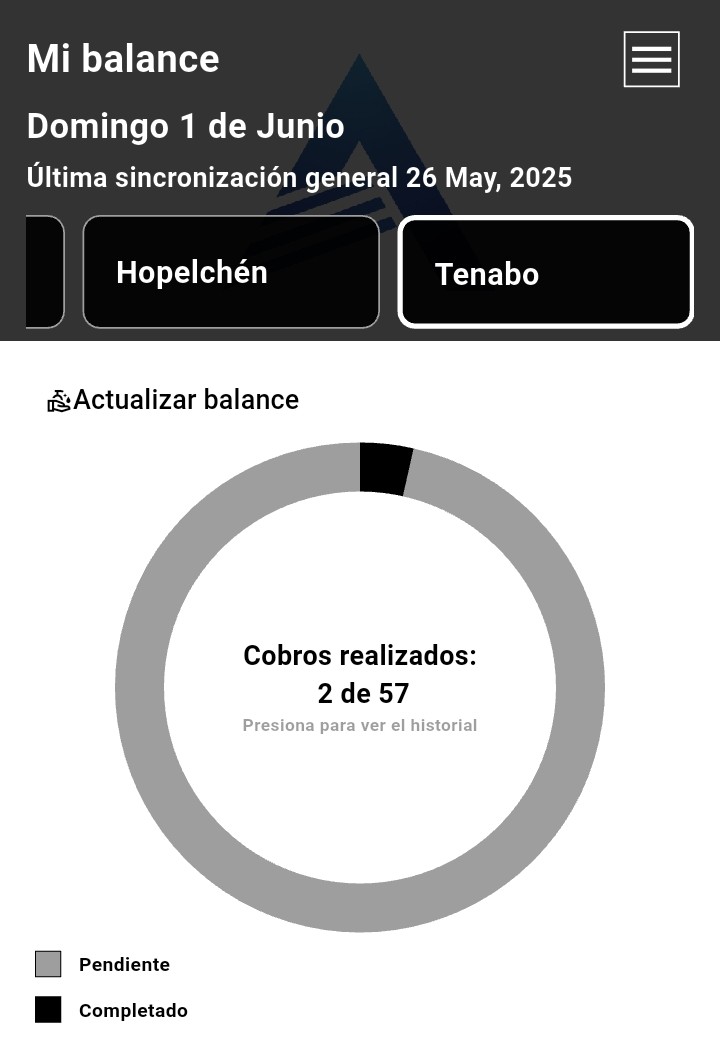 Mi balance
Domingo 1 de Junio
Última sincronización general 26 May, 2025
Hopelchén
Tenabo
Actualizar balance
Cobros realizados:
2 de 57
Presiona para ver el historial
Pendiente
Completado